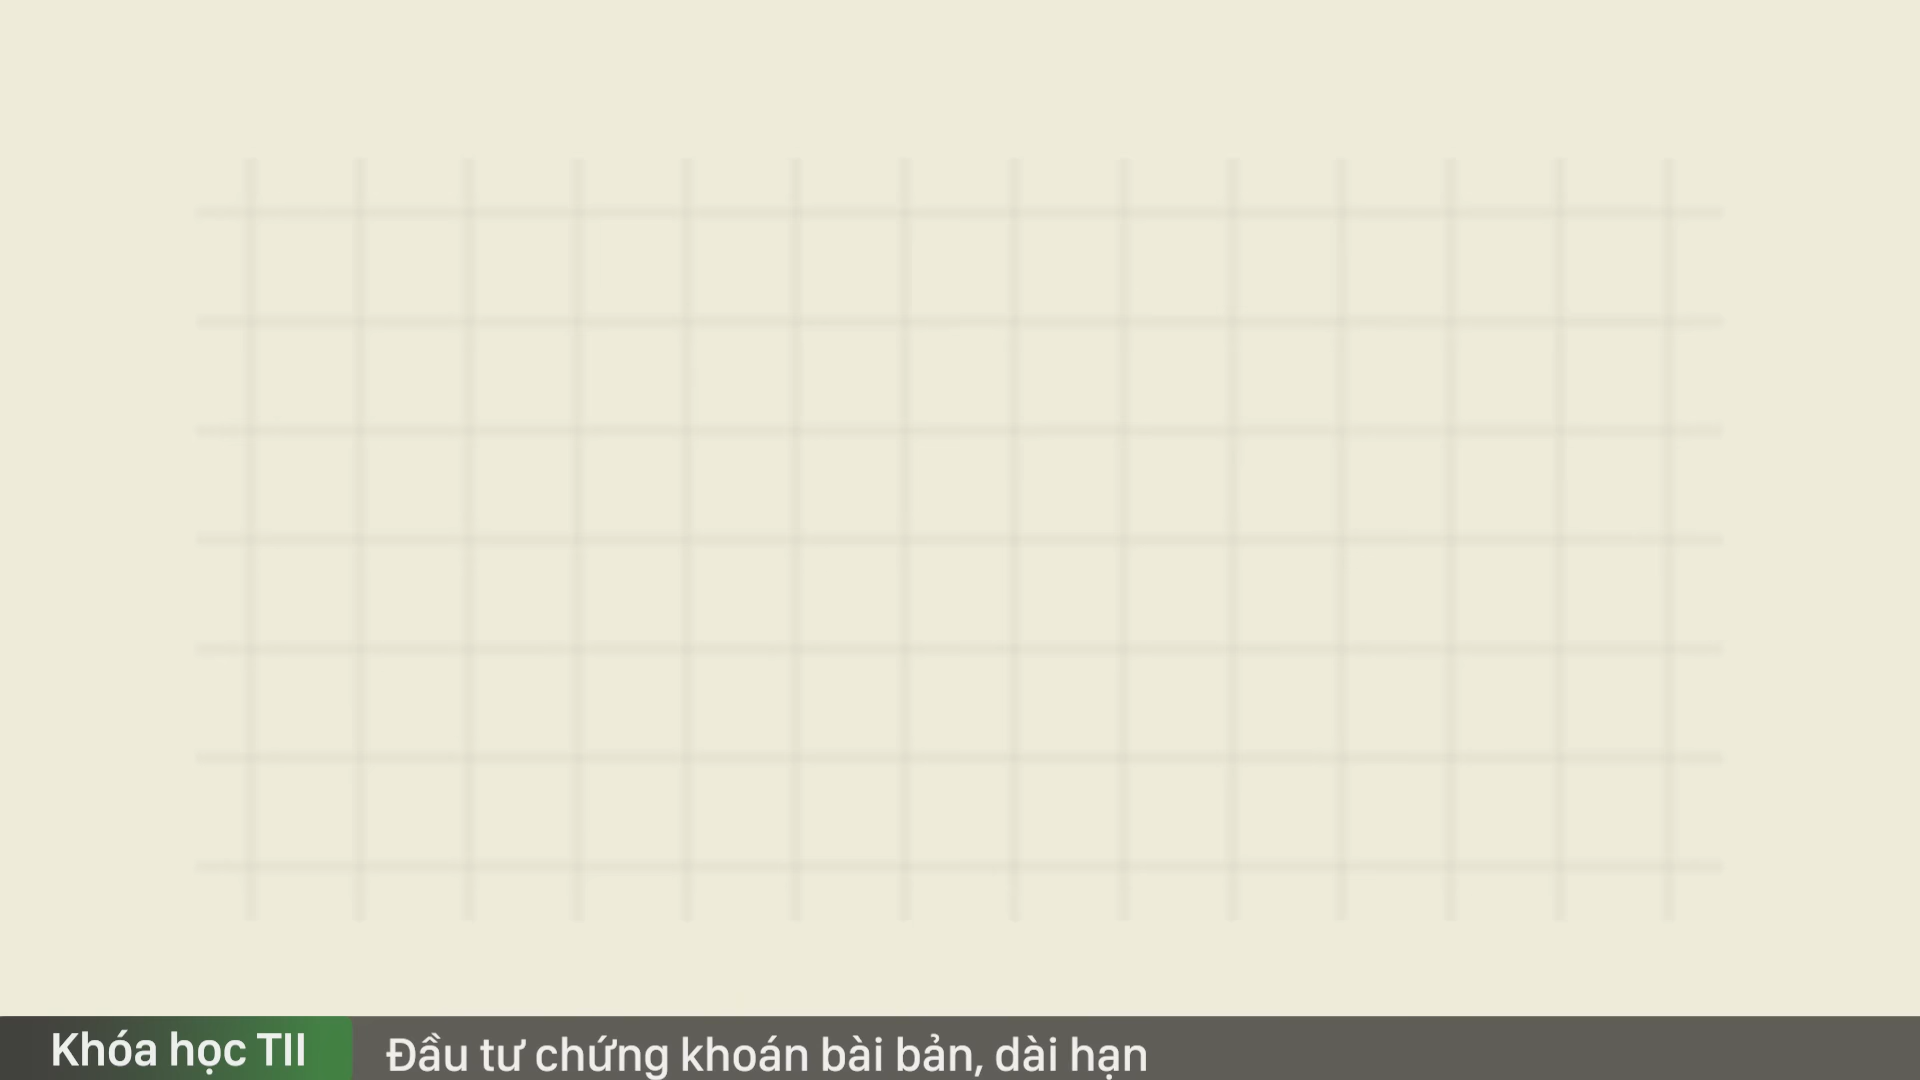 Khóa học TII
Đầu tư chứng khoán bài bản, dài hạn